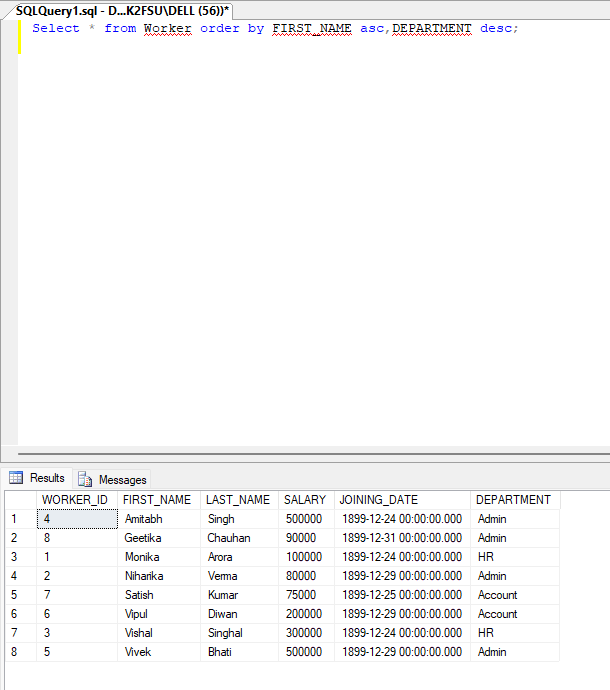 SQLQuery1.sql - D...K2FSU\DELL (56))*
Select * from Worker order by FIRST_NAME asc,DEPARTMENT desc;
Results Messages
WORKER_ID FIRST_NAME LAST_NAME SALARY JOINING_DATE DEPARTMENT
1 4 Amitabh Singh 500000 1899-12-24 00:00:00.000 Admin
2 8 Geetika Chauhan 90000 1899-12-31 00:00:00.000 Admin
3 1 Monika Arora 100000 1899-12-24 00:00:00.000 HR
4 2 Niharika Verma 80000 1899-12-29 00:00:00.000 Admin
5 7 Satish Kumar 75000 1899-12-25 00:00:00.000 Account
6 6 Vipul Diwan 200000 1899-12-29 00:00:00.000 Account
7 3 Vishal Singhal 300000 1899-12-24 00:00:00.000 HR
8 5 Vivek Bhati 500000 1899-12-29 00:00:00.000 Admin